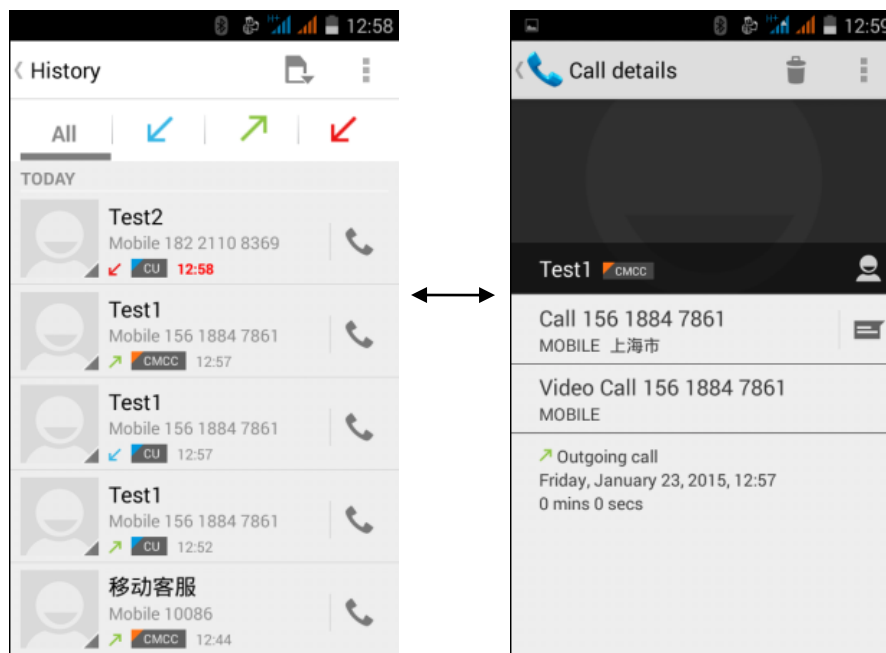 12:58
History
All
TODAY
Test2
Mobile 182 2110 8369
CU 12:58
Test1
Mobile 156 1884 7861
CMCC 12:57
Test1
Mobile 156 1884 7861
CU 12:57
Test1
Mobile 156 1884 7861
CU 12:52
移动客服
Mobile 10086
CMCC 12:44
12:59
Call details
Test1 CMCC
Call 156 1884 7861
MOBILE 上海市
Video Call 156 1884 7861
MOBILE
Outgoing call
Friday, January 23, 2015, 12:57
0 mins 0 secs